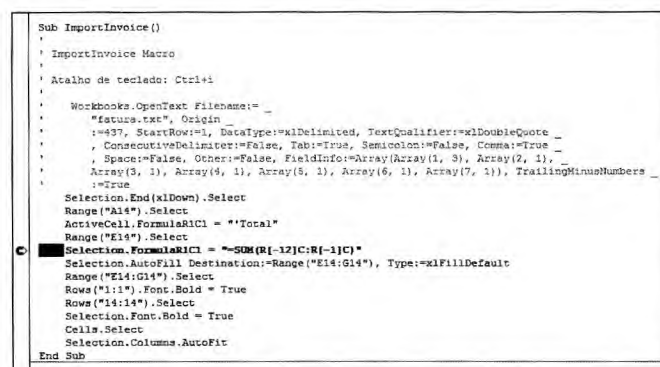 Sub ImportInvoice()
'
' ImportInvoice Macro
'
' Atalho de teclado: Ctrl+i
'
'    Workbooks.OpenText Filename:= _
'        "fatura.txt", Origin _
'        :=437, StartRow:=1, DataType:=xlDelimited, TextQualifier:=xlDoubleQuote _
'        , ConsecutiveDelimiter:=False, Tab:=True, Semicolon:=False, Comma:=True _
'        , Space:=False, Other:=False, FieldInfo:=Array(Array(1, 3), Array(2, 1), _
'        Array(3, 1), Array(4, 1), Array(5, 1), Array(6, 1), Array(7, 1)), TrailingMinusNumbers _
'        :=True
Selection.End(xlDown).Select
Range("A14").Select
ActiveCell.FormulaR1C1 = "'Total"
Range("E14").Select
Selection.FormulaR1C1 = "=SUM(R[-12]C:R[-1]C)"
Selection.AutoFill Destination:=Range("E14:G14"), Type:=xlFillDefault
Range("E14:G14").Select
Rows("1:1").Font.Bold = True
Rows("14:14").Select
Selection.Font.Bold = True
Cells.Select
Selection.Columns.AutoFit
End Sub